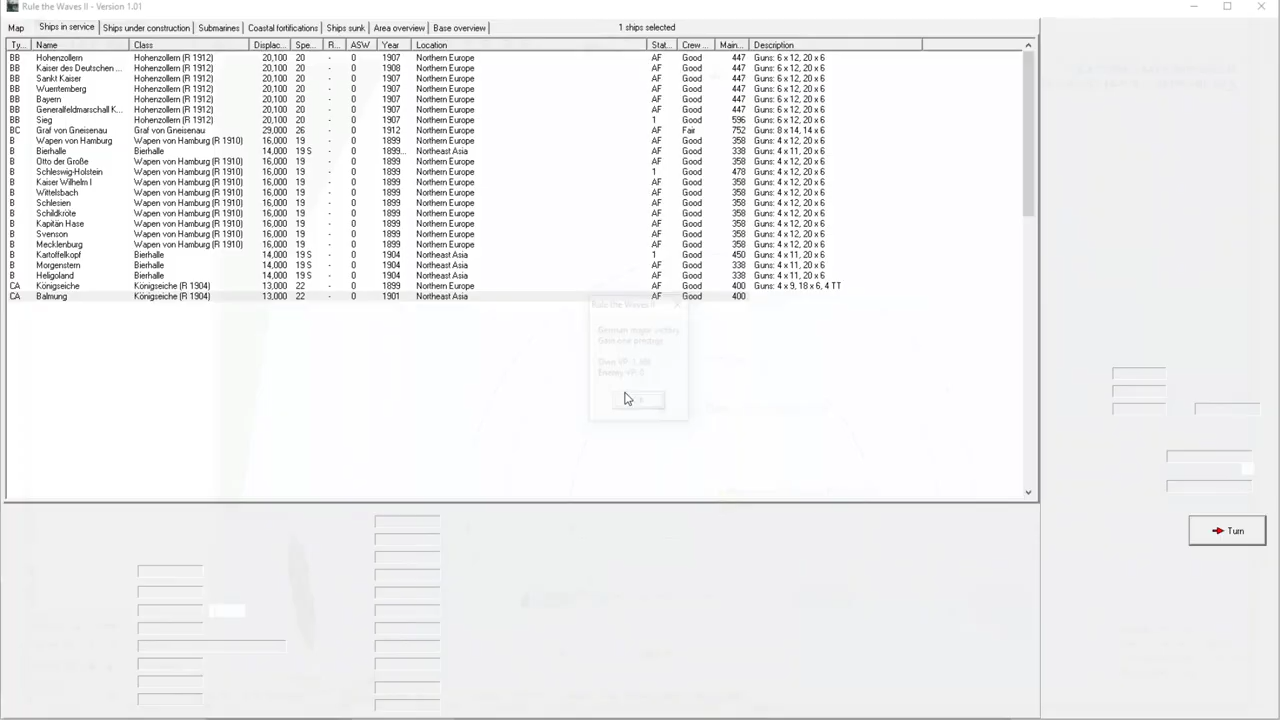 Rule the Waves II - Version 1.01
Map Ships in service Ships under construction Submarines Coastal fortifications Ships sunk Area overview Base overview 1 ships selected
Ty... Name Class Displac... Spe... R... ASW Year Location Stat... Crew ... Main... Description
BB Hohenzollern Hohenzollern (R 1912) 20,100 20 - 0 1907 Northern Europe AF Good 447 Guns: 6 x 12, 20 x 6
BB Kaiser des Deutschen ... Hohenzollern (R 1912) 20,100 20 - 0 1908 Northern Europe AF Good 447 Guns: 6 x 12, 20 x 6
BB Sankt Kaiser Hohenzollern (R 1912) 20,100 20 - 0 1907 Northern Europe AF Good 447 Guns: 6 x 12, 20 x 6
BB Wuerttemberg Hohenzollern (R 1912) 20,100 20 - 0 1907 Northern Europe AF Good 447 Guns: 6 x 12, 20 x 6
BB Bayern Hohenzollern (R 1912) 20,100 20 - 0 1907 Northern Europe AF Good 447 Guns: 6 x 12, 20 x 6
BB Generalfeldmarschall K... Hohenzollern (R 1912) 20,100 20 - 0 1907 Northern Europe AF Good 447 Guns: 6 x 12, 20 x 6
BB Sieg Hohenzollern (R 1912) 20,100 20 - 0 1907 Northern Europe 1 Good 596 Guns: 6 x 12, 20 x 6
BC Graf von Gneisenau Graf von Gneisenau 29,000 26 - 0 1912 Northern Europe AF Fair 752 Guns: 8 x 14, 14 x 6
B Wapen von Hamburg Wapen von Hamburg (R 1910) 16,000 19 - 0 1899 Northern Europe AF Good 358 Guns: 4 x 12, 20 x 6
B Bierhalle Bierhalle 14,000 19 S - 0 1899... Northeast Asia AF Good 338 Guns: 4 x 11, 20 x 6
B Otto der Große Wapen von Hamburg (R 1910) 16,000 19 - 0 1899 Northern Europe AF Good 358 Guns: 4 x 12, 20 x 6
B Schleswig-Holstein Wapen von Hamburg (R 1910) 16,000 19 - 0 1899 Northern Europe 1 Good 478 Guns: 4 x 12, 20 x 6
B Kaiser Wilhelm I Wapen von Hamburg (R 1910) 16,000 19 - 0 1899 Northern Europe AF Good 358 Guns: 4 x 12, 20 x 6
B Wittelsbach Wapen von Hamburg (R 1910) 16,000 19 - 0 1899 Northern Europe AF Good 358 Guns: 4 x 12, 20 x 6
B Schlesien Wapen von Hamburg (R 1910) 16,000 19 - 0 1899 Northern Europe AF Good 358 Guns: 4 x 12, 20 x 6
B Schildkröte Wapen von Hamburg (R 1910) 16,000 19 - 0 1899 Northern Europe AF Good 358 Guns: 4 x 12, 20 x 6
B Kapitän Hase Wapen von Hamburg (R 1910) 16,000 19 - 0 1899 Northern Europe AF Good 358 Guns: 4 x 12, 20 x 6
B Svenson Wapen von Hamburg (R 1910) 16,000 19 - 0 1899 Northern Europe AF Good 358 Guns: 4 x 12, 20 x 6
B Mecklenburg Wapen von Hamburg (R 1910) 16,000 19 - 0 1899 Northern Europe AF Good 358 Guns: 4 x 12, 20 x 6
B Kartoffelkopf Bierhalle 14,000 19 S - 0 1904 Northeast Asia 1 Good 450 Guns: 4 x 11, 20 x 6
B Morgenstern Bierhalle 14,000 19 S - 0 1904 Northeast Asia AF Good 338 Guns: 4 x 11, 20 x 6
B Heligoland Bierhalle 14,000 19 S - 0 1904 Northeast Asia AF Good 338 Guns: 4 x 11, 20 x 6
CA Königseiche Königseiche (R 1904) 13,000 22 - 0 1899 Northern Europe AF Good 400 Guns: 4 x 9, 18 x 6, 4 TT
CA Balmung Königseiche (R 1904) 13,000 22 - 0 1901 Northeast Asia AF Good 400
Rule the Waves II
German major victory.
Gain one prestige.
Own VP:
Enemy VP:
Turn